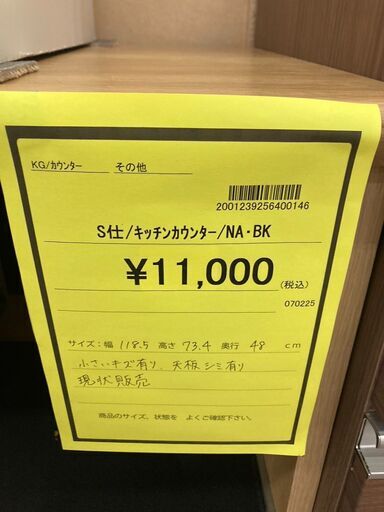 KG/カウンター その他
2001239256400146
S仕/キッチンカウンター/NA・BK
¥11,000 (税込)
070225
サイズ:幅 118.5 高さ 73.4 奥行 48 cm
小さいキズ有り、天板シミ有り
現状販売
商品のサイズ、状態を よくご確認下さい。